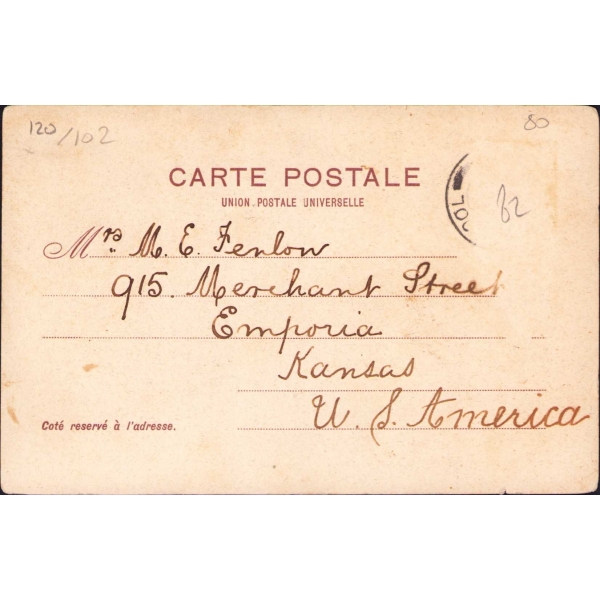 120/102
80
CARTE POSTALE
UNION POSTALE UNIVERSELLE
82
Mrs. M. E. Fenlow
915. Merchant Street
Emporia
Kansas
U. S. America
Coté reservé à l'adresse.